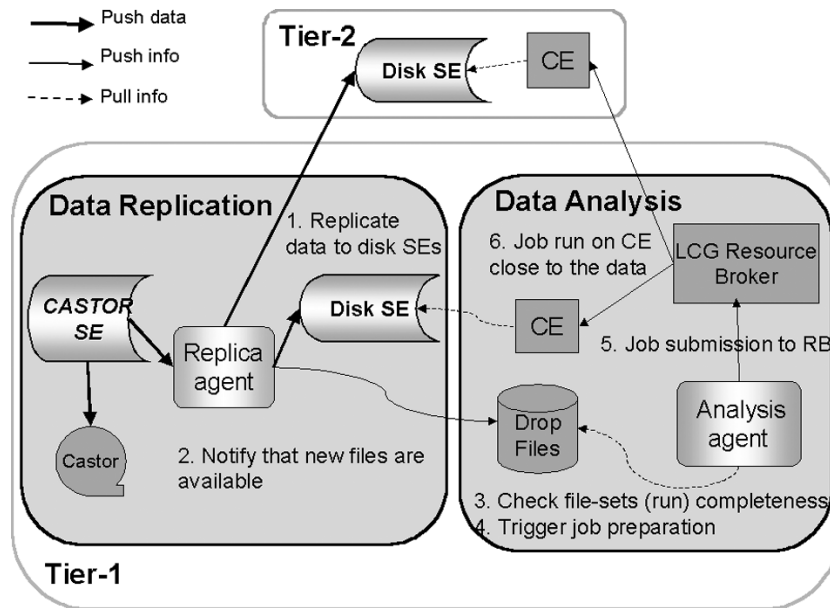 Push data
Push info
Pull info
Tier-2
Disk SE
CE
Data Replication
1. Replicate
data to disk SEs
CASTOR
SE
Replica
agent
Disk SE
Castor
2. Notify that new files are
available
Data Analysis
6. Job run on CE
close to the data
LCG Resource
Broker
CE
5. Job submission to RB
Drop
Files
Analysis
agent
3. Check file-sets (run) completeness
4. Trigger job preparation
Tier-1